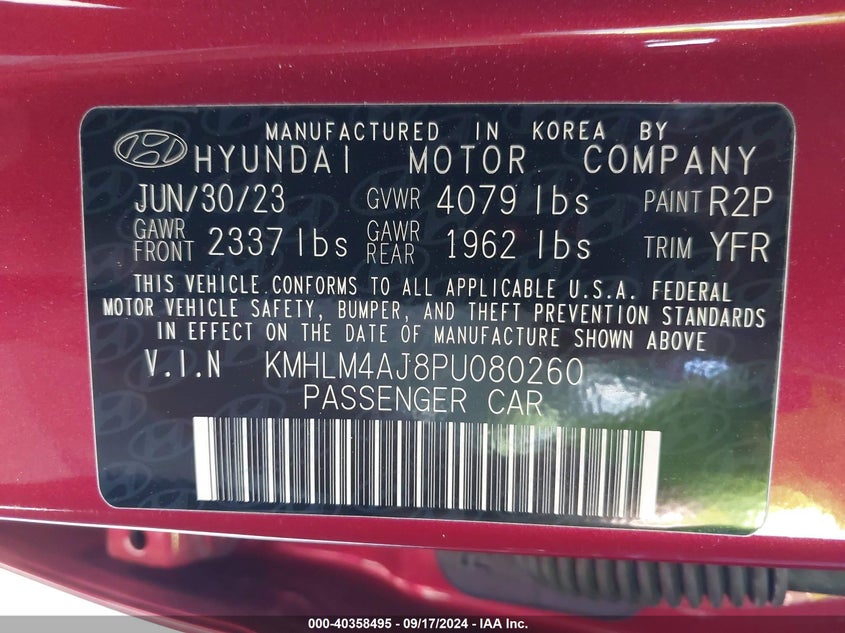 MANUFACTURED IN KOREA BY
HYUNDAI MOTOR COMPANY
JUN/30/23 GVWR 4079 lbs PAINT R2P
GAWR FRONT 2337 lbs GAWR REAR 1962 lbs TRIM YFR
THIS VEHICLE CONFORMS TO ALL APPLICABLE U.S.A. FEDERAL
MOTOR VEHICLE SAFETY, BUMPER, AND THEFT PREVENTION STANDARDS
IN EFFECT ON THE DATE OF MANUFACTURE SHOWN ABOVE
V.I.N KMHLM4AJ8PU080260
PASSENGER CAR
000-40358495 - 09/17/2024 - IAA Inc.